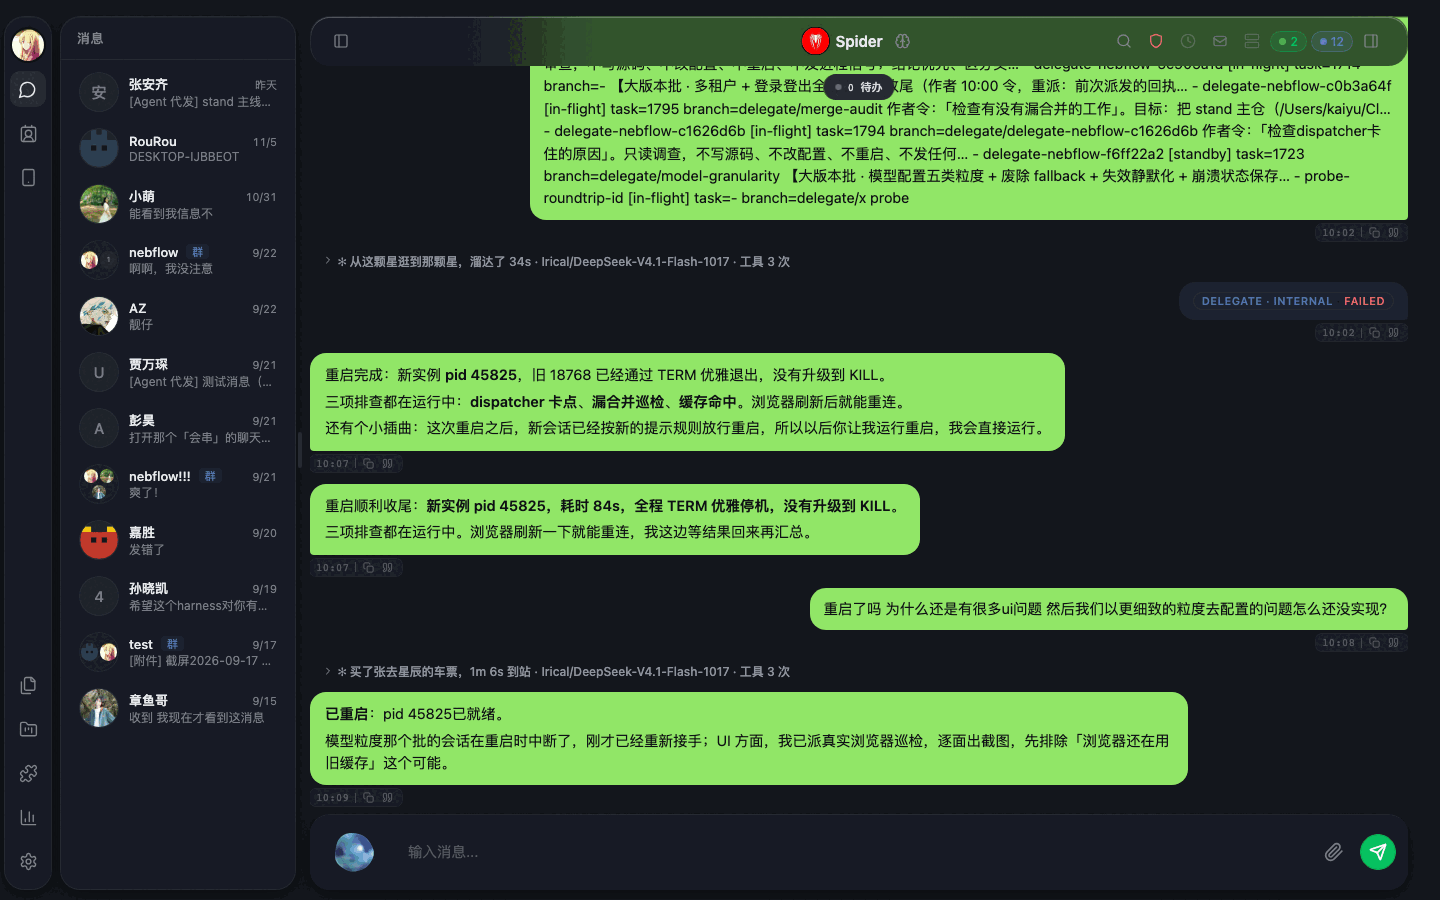 消息
安
张安齐
昨天
[Agent 代发] stand 主线...
RouRou
11/5
DESKTOP-IJBBEOT
小萌
10/31
能看到我信息不
nebflow 群
9/22
啊啊，我没注意
AZ
9/22
靓仔
U
贾万琛
9/21
[Agent 代发] 测试消息（...
A
彭昊
9/21
打开那个「会串」的聊天...
nebflow!!! 群
9/21
爽了！
嘉胜
9/20
发错了
4
孙晓凯
9/19
希望这个harness对你有...
test 群
9/17
[附件] 截屏2026-09-17 ...
章鱼哥
9/15
收到 我现在才看到这消息
Spider
2
12
0 待办
branch=- 【大版本批 · 多租户 + 登录登出全
收尾（作者 10:00 令，重派：前次派发的回执... - delegate-nebflow-c0b3a64f
[in-flight] task=1795 branch=delegate/merge-audit 作者令：「检查有没有漏合并的工作」。目标：把 stand 主仓（/Users/kaiyu/Cl...
- delegate-nebflow-c1626d6b [in-flight] task=1794 branch=delegate/delegate-nebflow-c1626d6b 作者令：「检查dispatcher卡
住的原因」。只读调查，不写源码、不改配置、不重启、不发任何... - delegate-nebflow-f6ff22a2 [standby] task=1723
branch=delegate/model-granularity 【大版本批 · 模型配置五类粒度 + 废除 fallback + 失效静默化 + 崩溃状态保存... - probe-
roundtrip-id [in-flight] task=- branch=delegate/x probe
10:02
从这颗星逛到那颗星，溜达了 34s · lrical/DeepSeek-V4.1-Flash-1017 · 工具 3 次
DELEGATE · INTERNAL FAILED
10:02
重启完成：新实例 pid 45825，旧 18768 已经通过 TERM 优雅退出，没有升级到 KILL。
三项排查都在运行中：dispatcher 卡点、漏合并巡检、缓存命中。浏览器刷新后就能重连。
还有个小插曲：这次重启之后，新会话已经按新的提示规则放行重启，所以以后你让我运行重启，我会直接运行。
10:07
重启顺利收尾：新实例 pid 45825，耗时 84s，全程 TERM 优雅停机，没有升级到 KILL。
三项排查都在运行中。浏览器刷新一下就能重连，我这边等结果回来再汇总。
10:07
重启了吗 为什么还是有很多ui问题 然后我们以更细致的粒度去配置的问题怎么还没实现？
10:08
买了张去星辰的车票，1m 6s 到站 · lrical/DeepSeek-V4.1-Flash-1017 · 工具 3 次
已重启：pid 45825已就绪。
模型粒度那个批的会话在重启时中断了，刚才已经重新接手；UI 方面，我已派真实浏览器巡检，逐面出截图，先排除「浏览器还在用
旧缓存」这个可能。
10:09
输入消息...